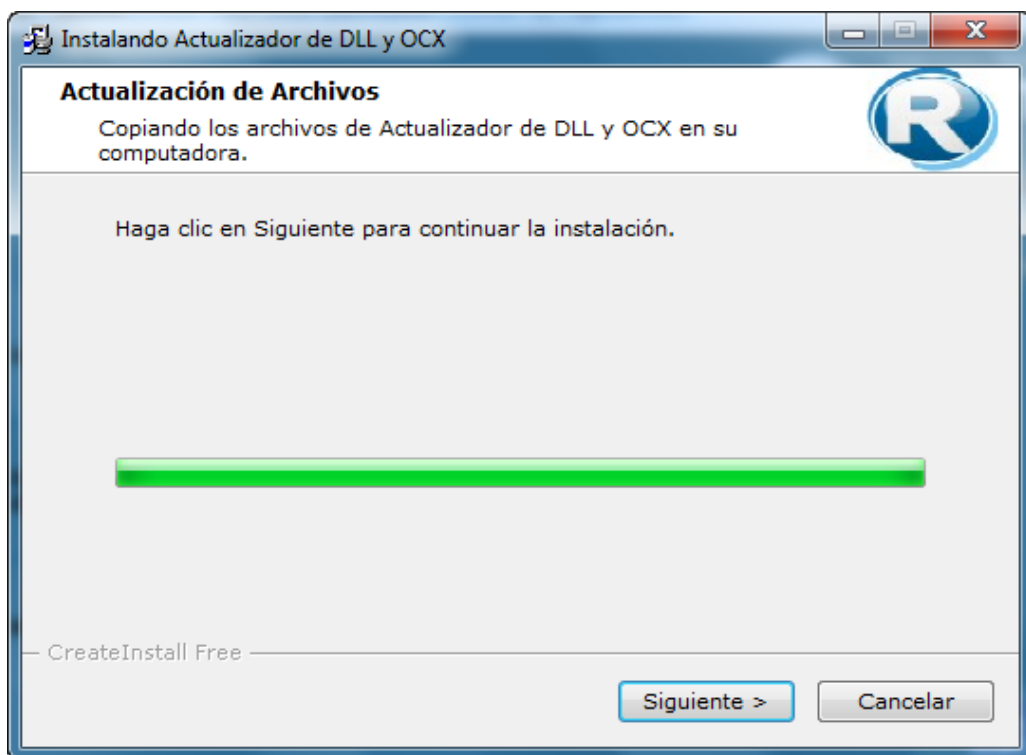 Instalando Actualizador de DLL y OCX
Actualización de Archivos
Copiando los archivos de Actualizador de DLL y OCX en su
computadora.
R
Haga clic en Siguiente para continuar la instalación.
CreateInstall Free
Siguiente >
Cancelar